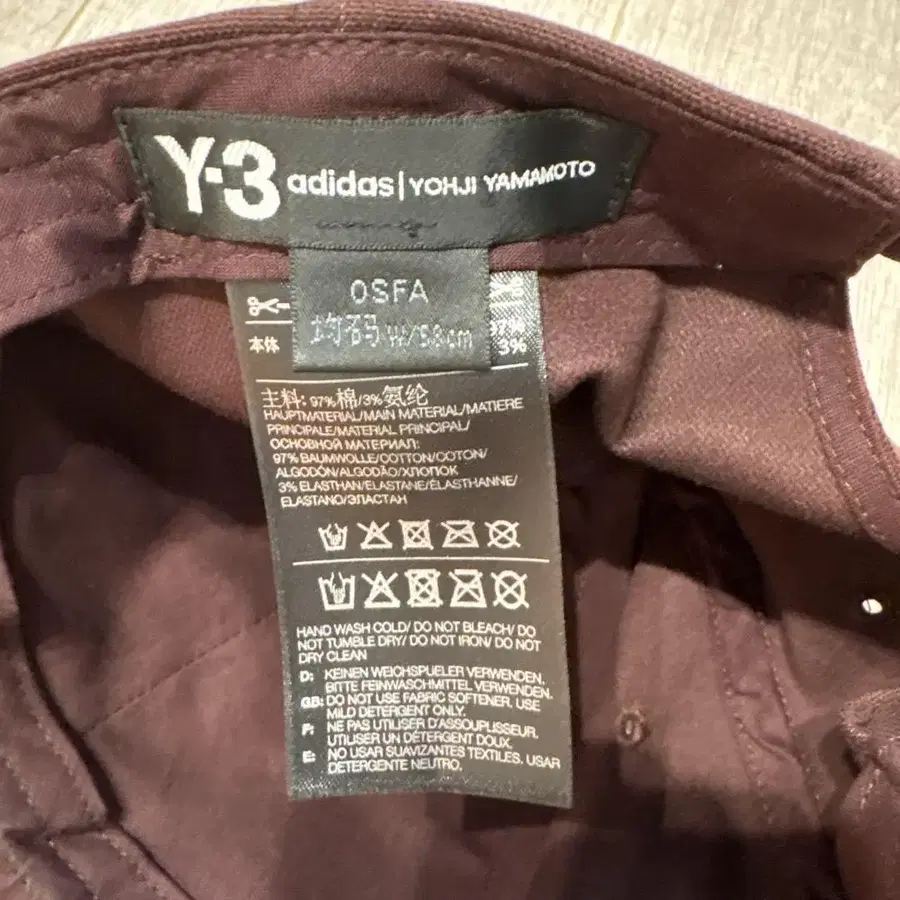 Y-3 adidas | YOHJI YAMAMOTO
OSFA
均码 W/58cm
本体
97%
3%
主料: 97%棉/3%氨纶
HAUPTMATERIAL/MAIN MATERIAL/MATIERE
PRINCIPALE/MATERIAL PRINCIPAL/
ОСНОВНОЙ МАТЕРИАЛ:
97% BAUMWOLLE/COTTON/COTON/
ALGODÓN/ALGODÃO/ХЛОПОК
3% ELASTHAN/ELASTANE/ÉLASTHANNE/
ELASTANO/ЭЛАСТАН
HAND WASH COLD/ DO NOT BLEACH/ DO
NOT TUMBLE DRY/ DO NOT IRON/ DO NOT
DRY CLEAN
D: KEINEN WEICHSPUELER VERWENDEN.
BITTE FEINWASCHMITTEL VERWENDEN.
GB: DO NOT USE FABRIC SOFTENER. USE
MILD DETERGENT ONLY.
F: NE PAS UTILISER D'ASSOUPLISSEUR.
UTILISER UN DÉTERGENT DOUX.
E: NO USAR SUAVIZANTES TEXTILES. USAR
DETERGENTE NEUTRO.